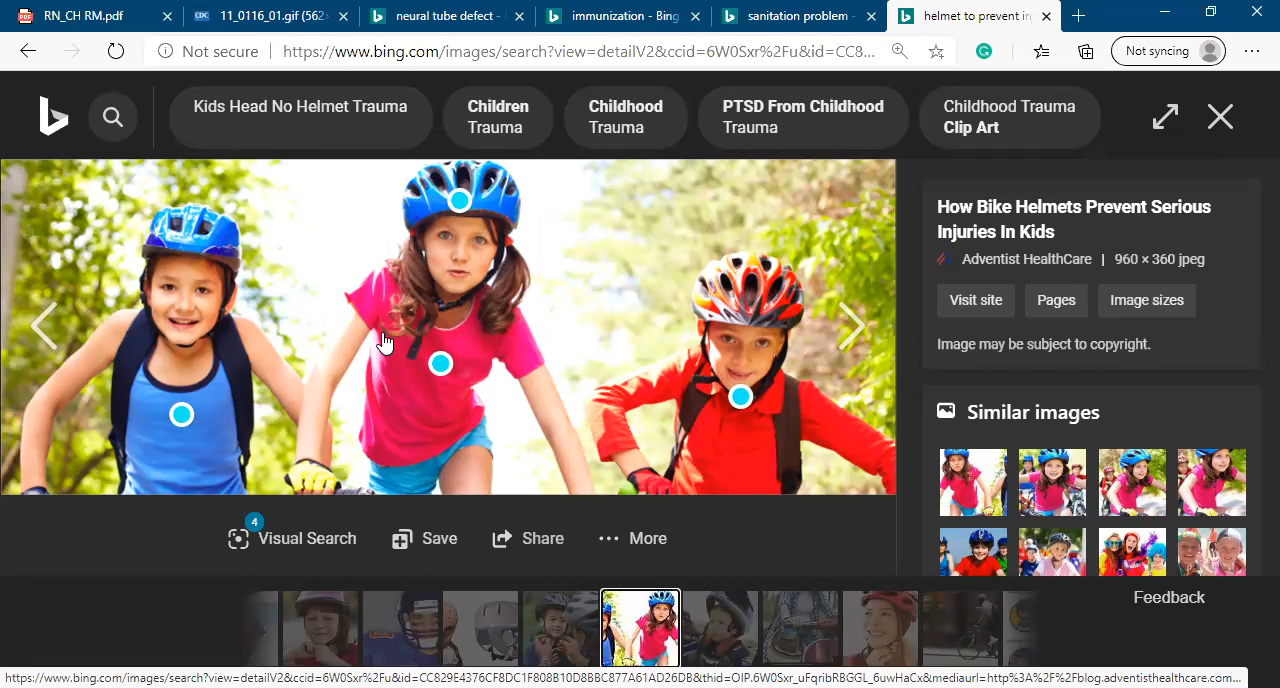 RN_CH RM.pdf
CDC 11_0116_01.gif (562×
neural tube defect -
immunization - Bing
sanitation problem -
helmet to prevent in
Not secure
https://www.bing.com/images/search?view=detailV2&ccid=6W0Sxr%2Fu&id=CC8...
Not syncing
Kids Head No Helmet Trauma
Children
Trauma
Childhood
Trauma
PTSD From Childhood
Trauma
Childhood Trauma
Clip Art
How Bike Helmets Prevent Serious
Injuries In Kids
Adventist HealthCare | 960 × 360 jpeg
Visit site
Pages
Image sizes
Image may be subject to copyright.
Similar images
4
Visual Search
Save
Share
More
Feedback
https://www.bing.com/images/search?view=detailV2&ccid=6W0Sxr%2Fu&id=CC829E4376CF8DC1F808B10D8BBC877A61AD26DB&thid=OIP.6W0Sxr_uFqribRBGGL_6uwHaCx&mediaurl=http%3A%2F%2Fblog.adventisthealthcare.com...